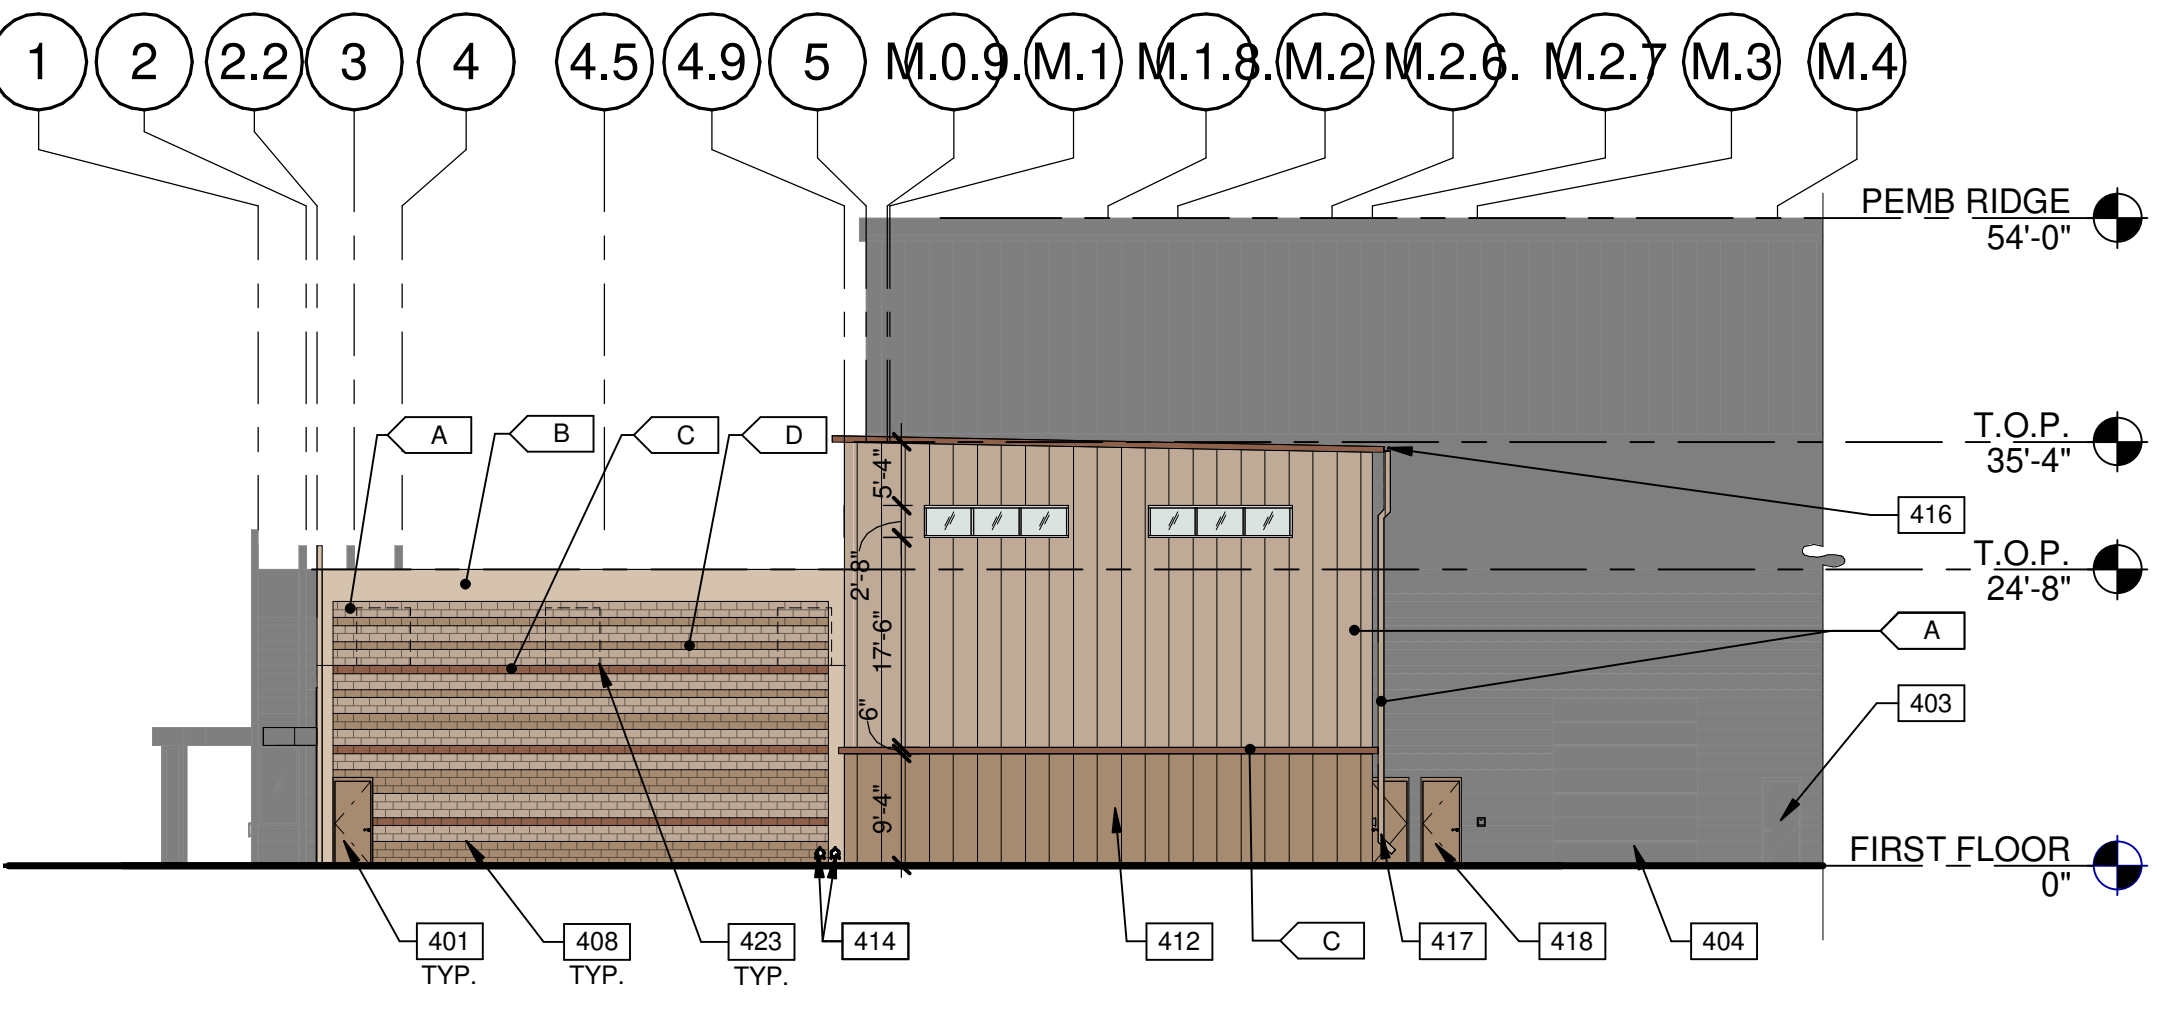 1
2
2.2
3
4
4.5
4.9
5
M.0.9.
M.1
M.1.8.
M.2
M.2.6.
M.2.7
M.3
M.4
PEMB RIDGE
54'-0"
A
B
C
D
T.O.P.
35'-4"
5'-4"
416
T.O.P.
24'-8"
2'-8"
17'-6"
A
6"
403
9'-4"
FIRST FLOOR
0"
401
TYP.
408
TYP.
423
TYP.
414
412
C
417
418
404